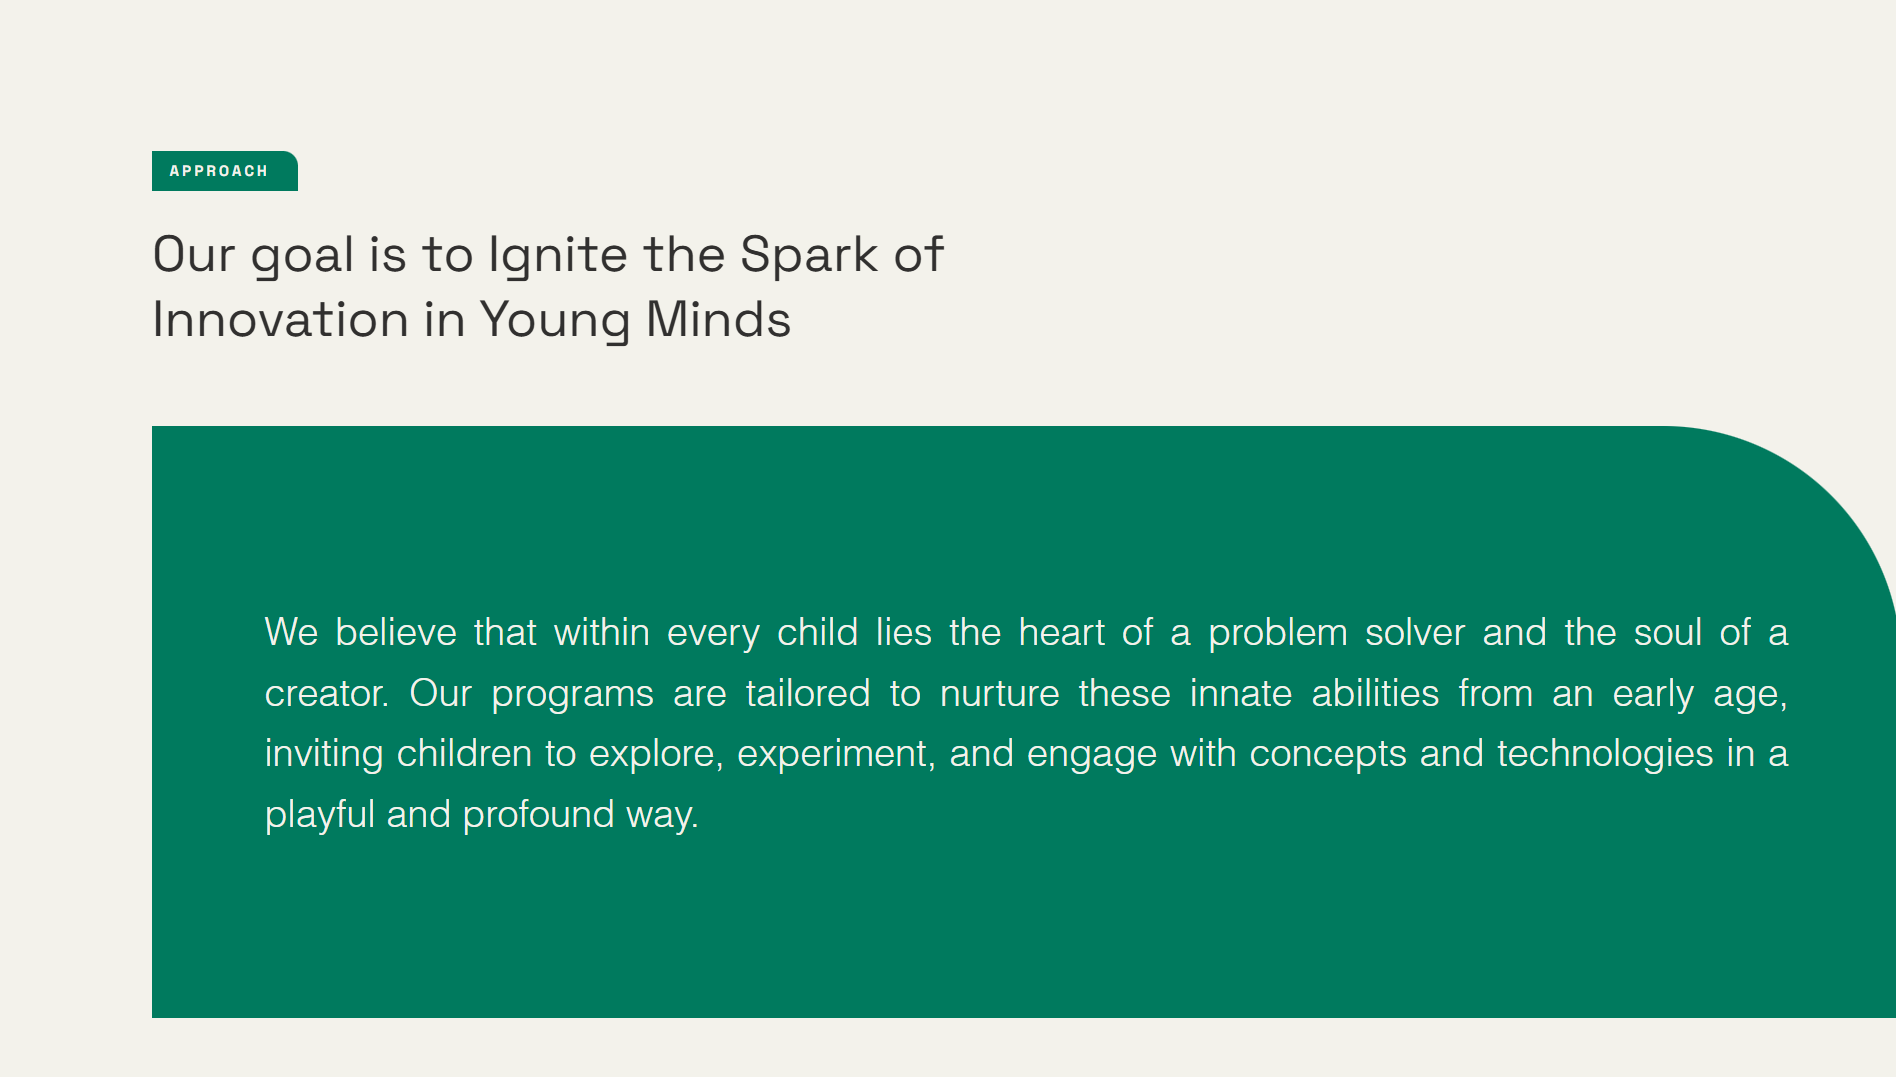 APPROACH
Our goal is to Ignite the Spark of
Innovation in Young Minds
We believe that within every child lies the heart of a problem solver and the soul of a
creator. Our programs are tailored to nurture these innate abilities from an early age,
inviting children to explore, experiment, and engage with concepts and technologies in a
playful and profound way.